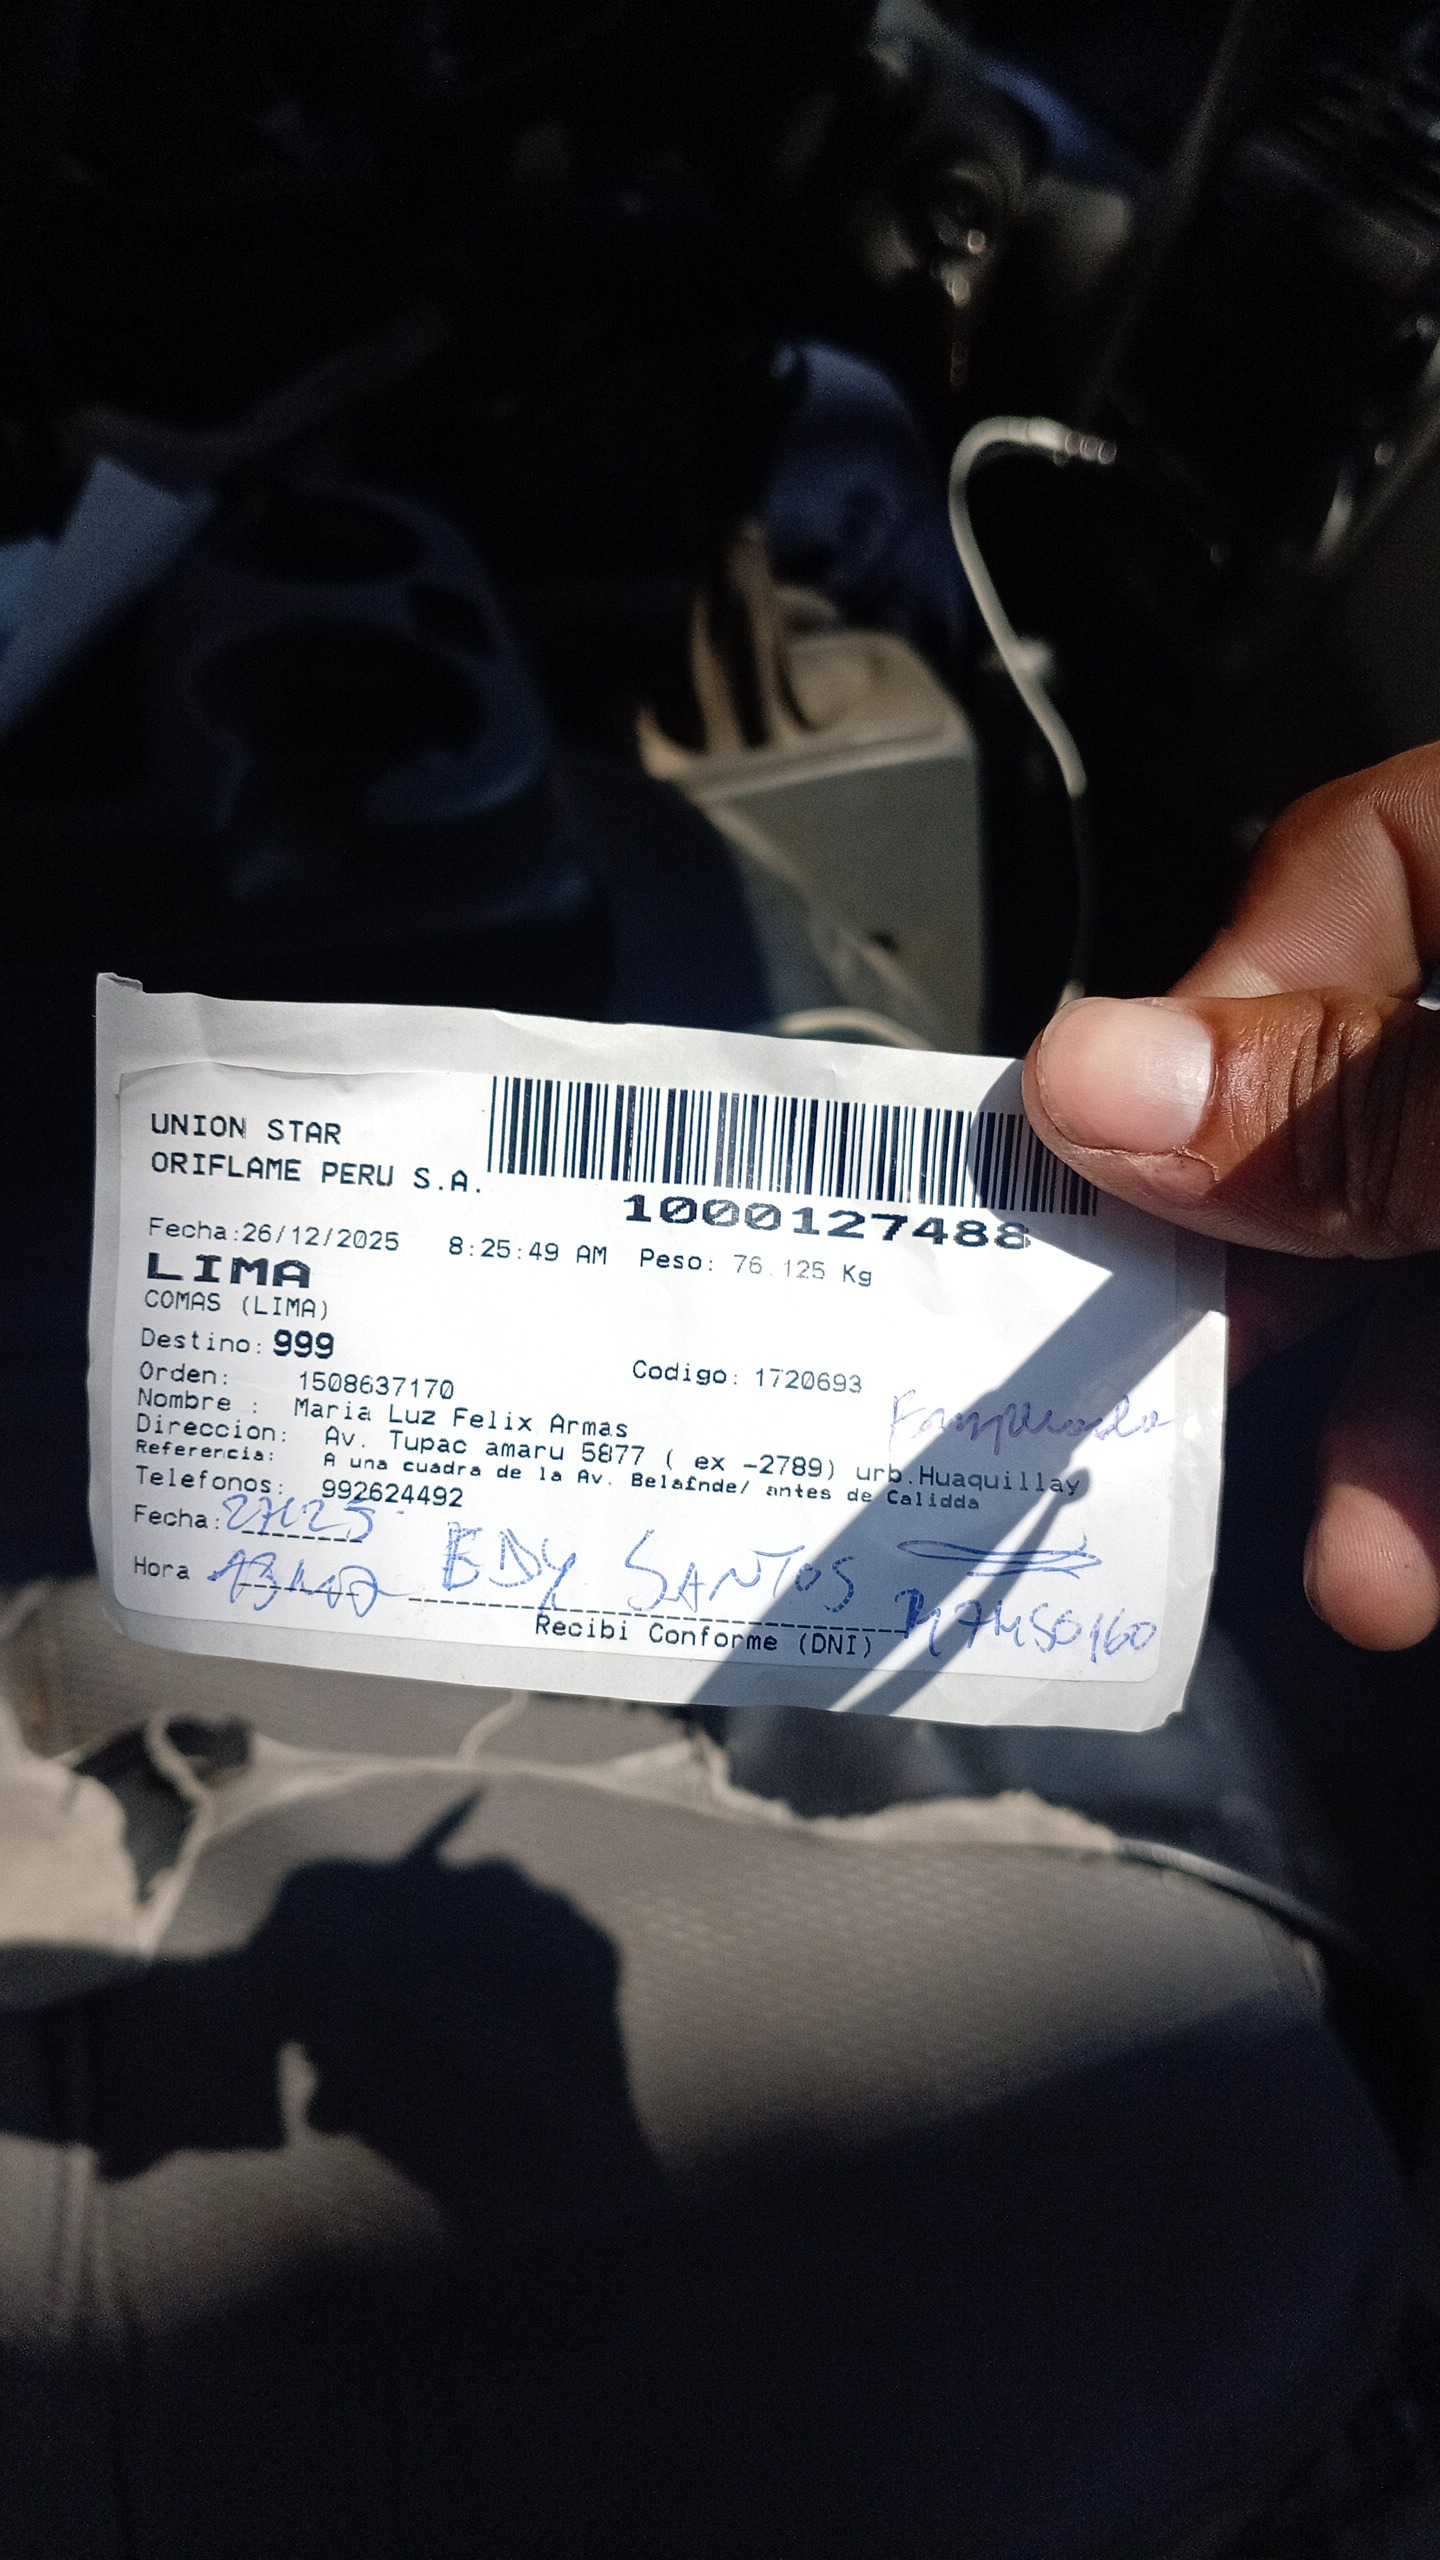 UNION STAR
ORIFLAME PERU S.A.
1000127488
Fecha:26/12/2025 8:25:49 AM Peso: 76.125 Kg
LIMA
COMAS (LIMA)
Destino: 999
Orden: 1508637170 Codigo: 1720693
Nombre : Maria Luz Felix Armas
Direccion: Av. Tupac amaru 5877 ( ex -2789) urb.Huaquillay
Referencia: A una cuadra de la Av. Belafnde/ antes de Calidda
Telefonos: 992624492
Fecha:
Hora EDY SANTOS
Recibi Conforme (DNI)